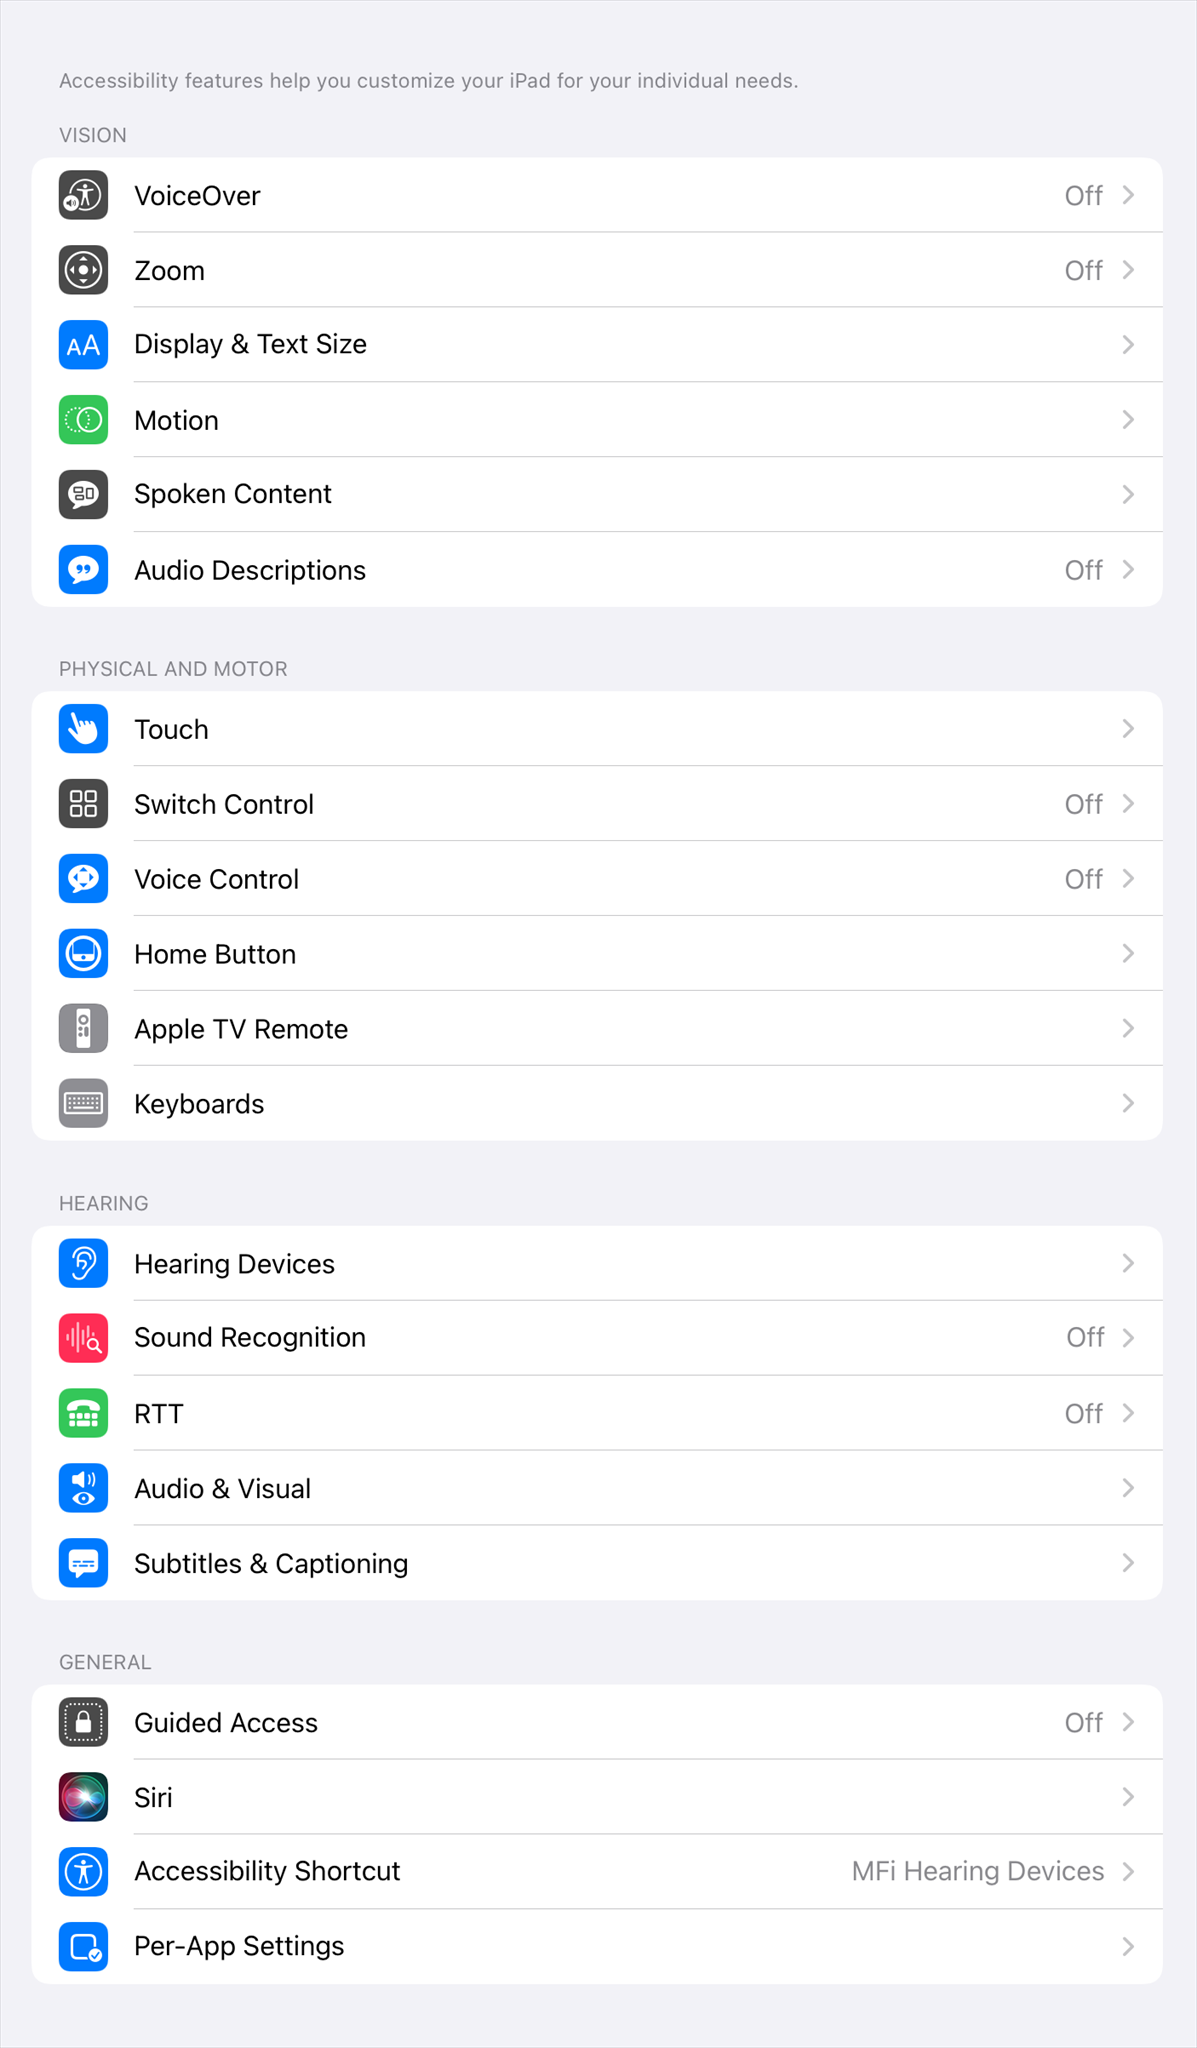 Accessibility features help you customize your iPad for your individual needs.
VISION
VoiceOver Off
Zoom Off
AA Display & Text Size
Motion
Spoken Content
Audio Descriptions Off
PHYSICAL AND MOTOR
Touch
Switch Control Off
Voice Control Off
Home Button
Apple TV Remote
Keyboards
HEARING
Hearing Devices
Sound Recognition Off
RTT Off
Audio & Visual
Subtitles & Captioning
GENERAL
Guided Access Off
Siri
Accessibility Shortcut MFi Hearing Devices
Per-App Settings